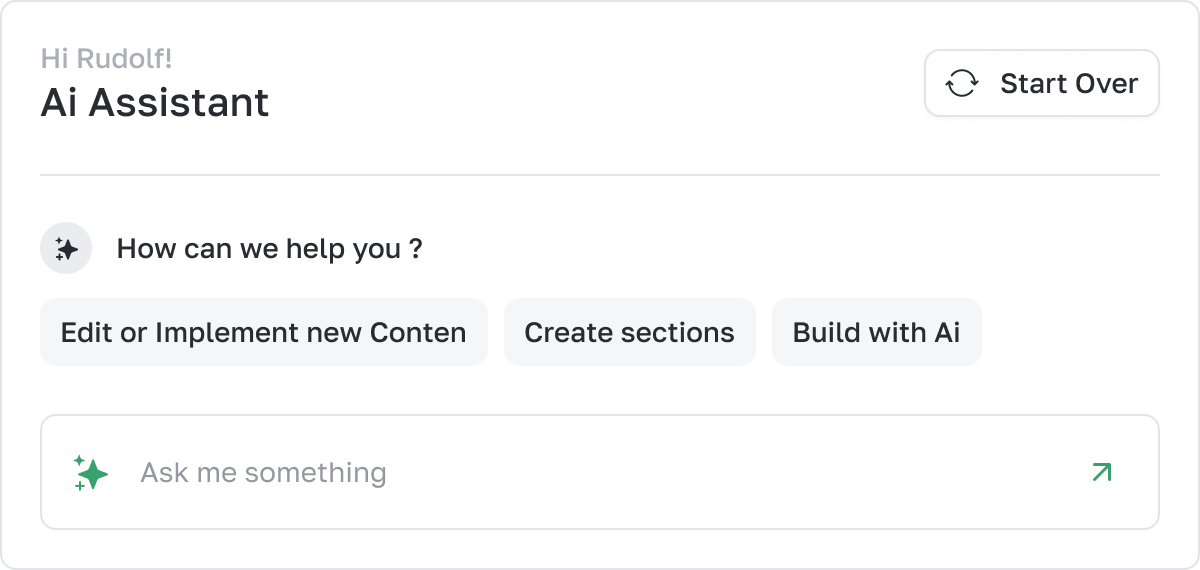 Hi Rudolf!
Ai Assistant
Start Over
How can we help you ?
Edit or Implement new Conten
Create sections
Build with Ai
Ask me something